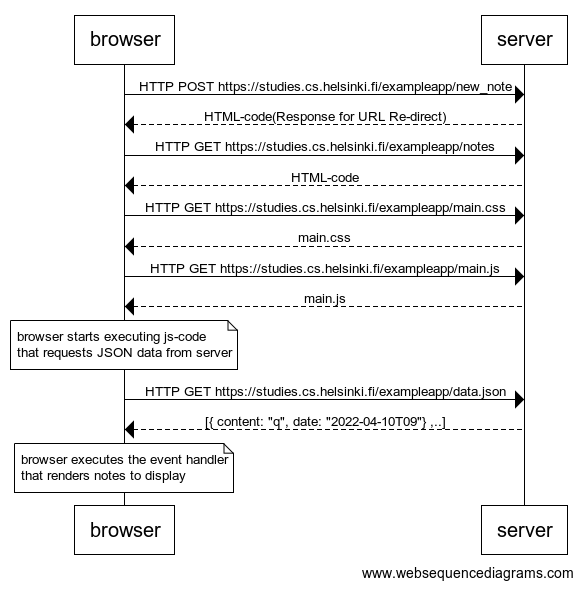 browser
server
HTTP POST https://studies.cs.helsinki.fi/exampleapp/new_note
HTML-code(Response for URL Re-direct)
HTTP GET https://studies.cs.helsinki.fi/exampleapp/notes
HTML-code
HTTP GET https://studies.cs.helsinki.fi/exampleapp/main.css
main.css
HTTP GET https://studies.cs.helsinki.fi/exampleapp/main.js
main.js
browser starts executing js-code
that requests JSON data from server
HTTP GET https://studies.cs.helsinki.fi/exampleapp/data.json
[{ content: "q", date: "2022-04-10T09"} ...]
browser executes the event handler
that renders notes to display
browser
server
www.websequencediagrams.com